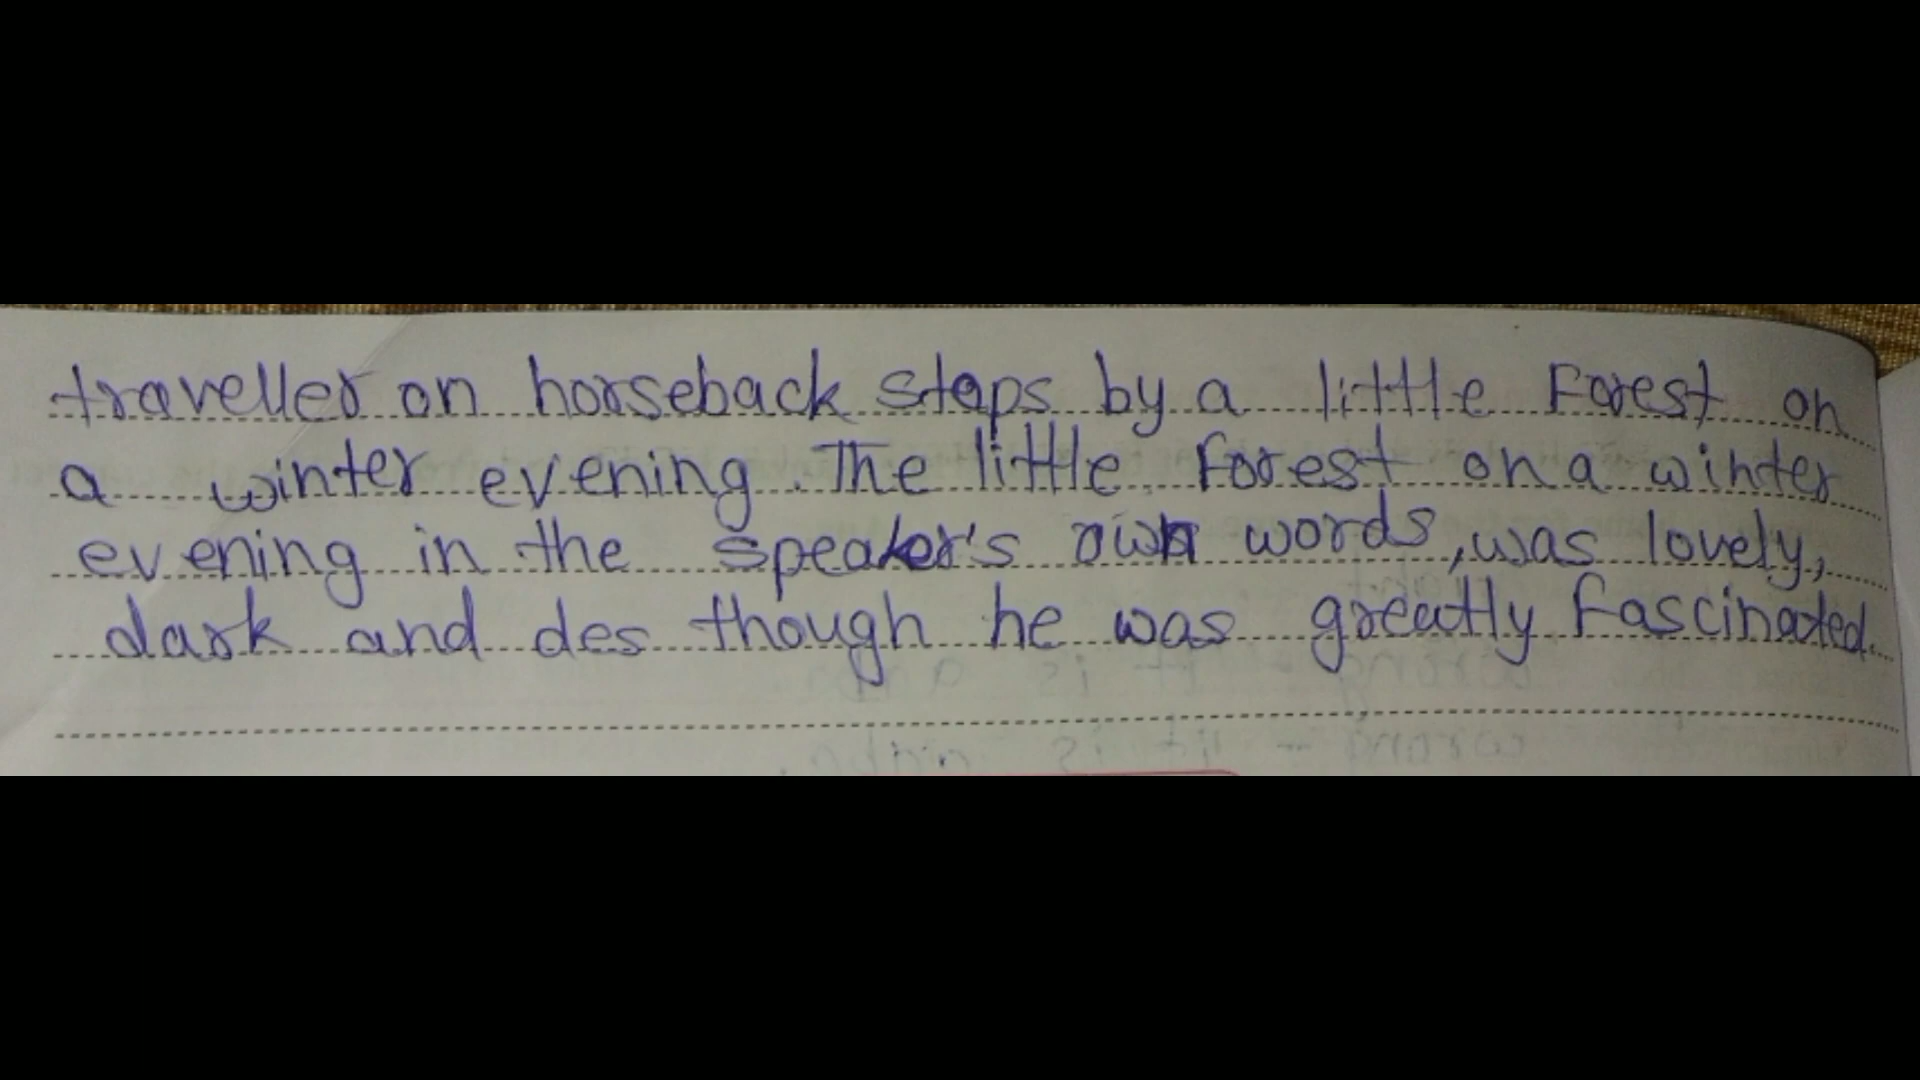 traveller on horseback stops by a little Forest on
a winter evening. The little forest on a winter
evening in the speaker's own words, was lovely,
dark and des though he was greatly fascinated.